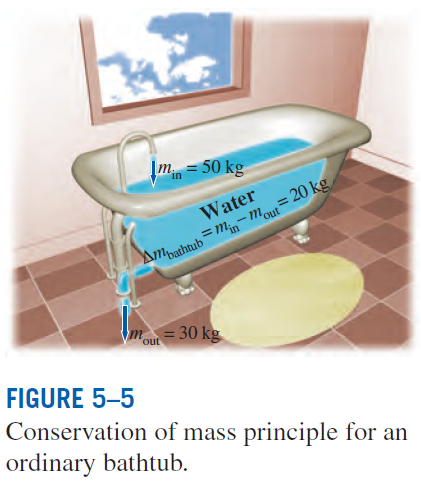 m_in = 50 kg
Water
Δm_bathtub = m_in – m_out = 20 kg
m_out = 30 kg
FIGURE 5–5
Conservation of mass principle for an
ordinary bathtub.